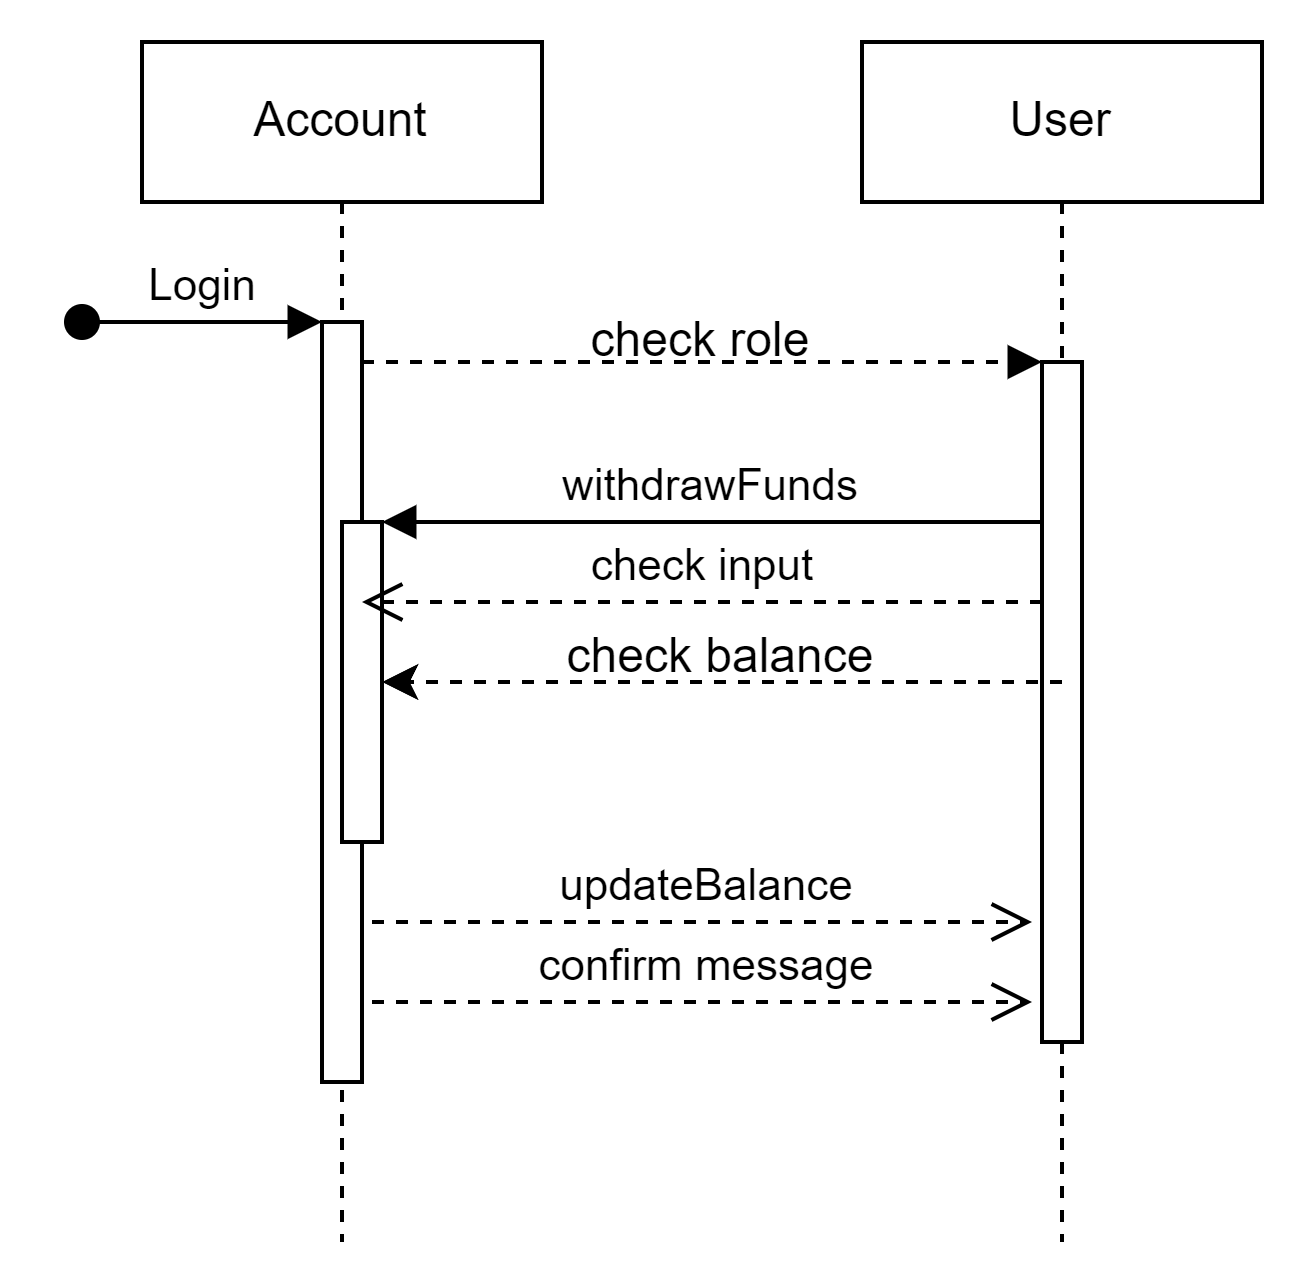 Account
User
Login
check role
withdrawFunds
check input
check balance
updateBalance
confirm message